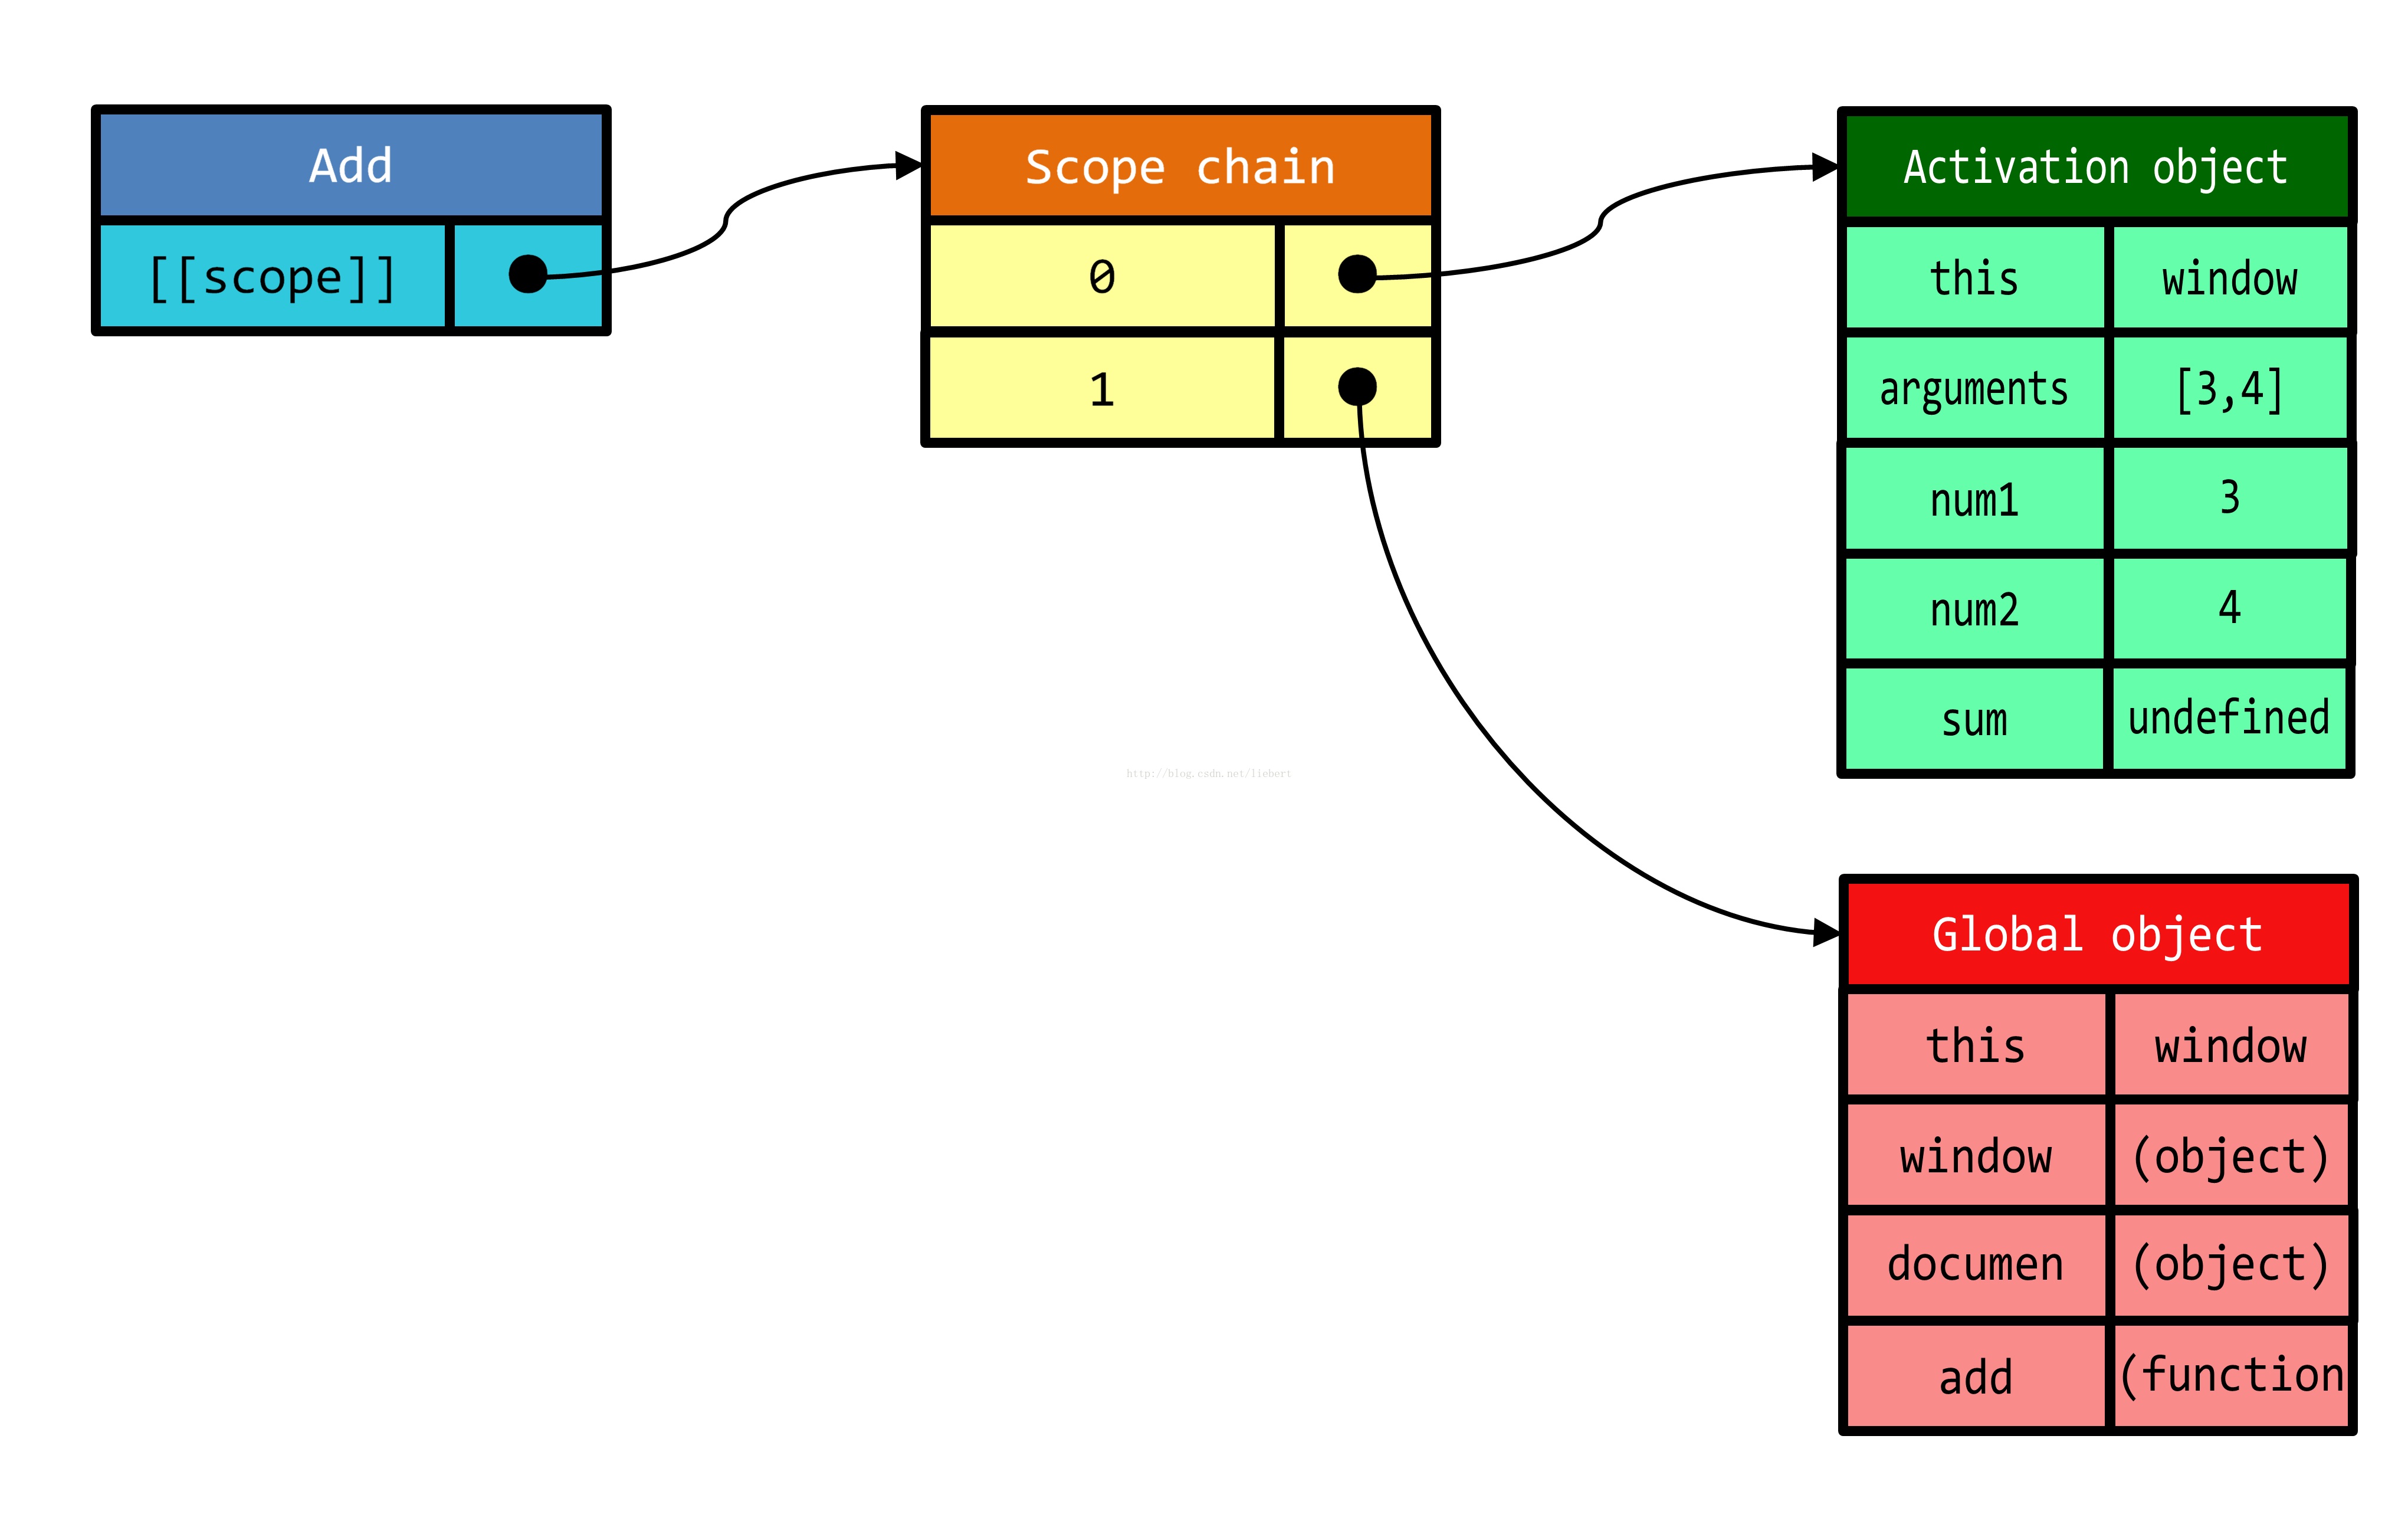 Add
[[scope]]
Scope chain
0
1
Activation object
this window
arguments [3,4]
num1 3
num2 4
sum undefined
http://blog.csdn.net/liebert
Global object
this window
window (object)
documen (object)
add (function